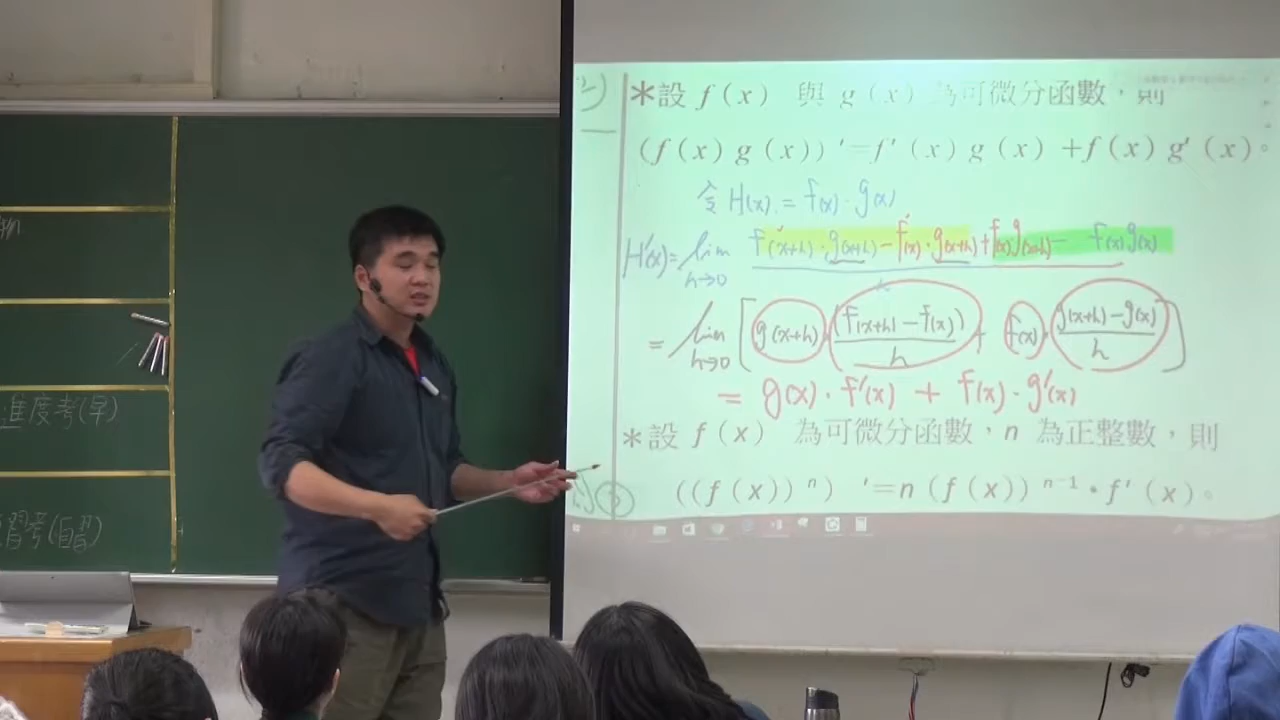 *設 f(x) 與 g(x) 為可微分函數，則
(f(x)g(x))'=f'(x)g(x)+f(x)g'(x)。
令 H(x) = f(x)·g(x)
H'(x) = lim h→0 f(x+h)·g(x+h) − f(x)·g(x+h) + f(x)g(x+h) − f(x)g(x)
= lim h→0 [ g(x+h)·(f(x+h)−f(x))/h + f(x)·(g(x+h)−g(x))/h ]
= g(x)·f'(x) + f(x)·g'(x)
*設 f(x) 為可微分函數，n 為正整數，則
((f(x))ⁿ)'=n(f(x))ⁿ⁻¹·f'(x)。
進度考(早)
習考(自習)